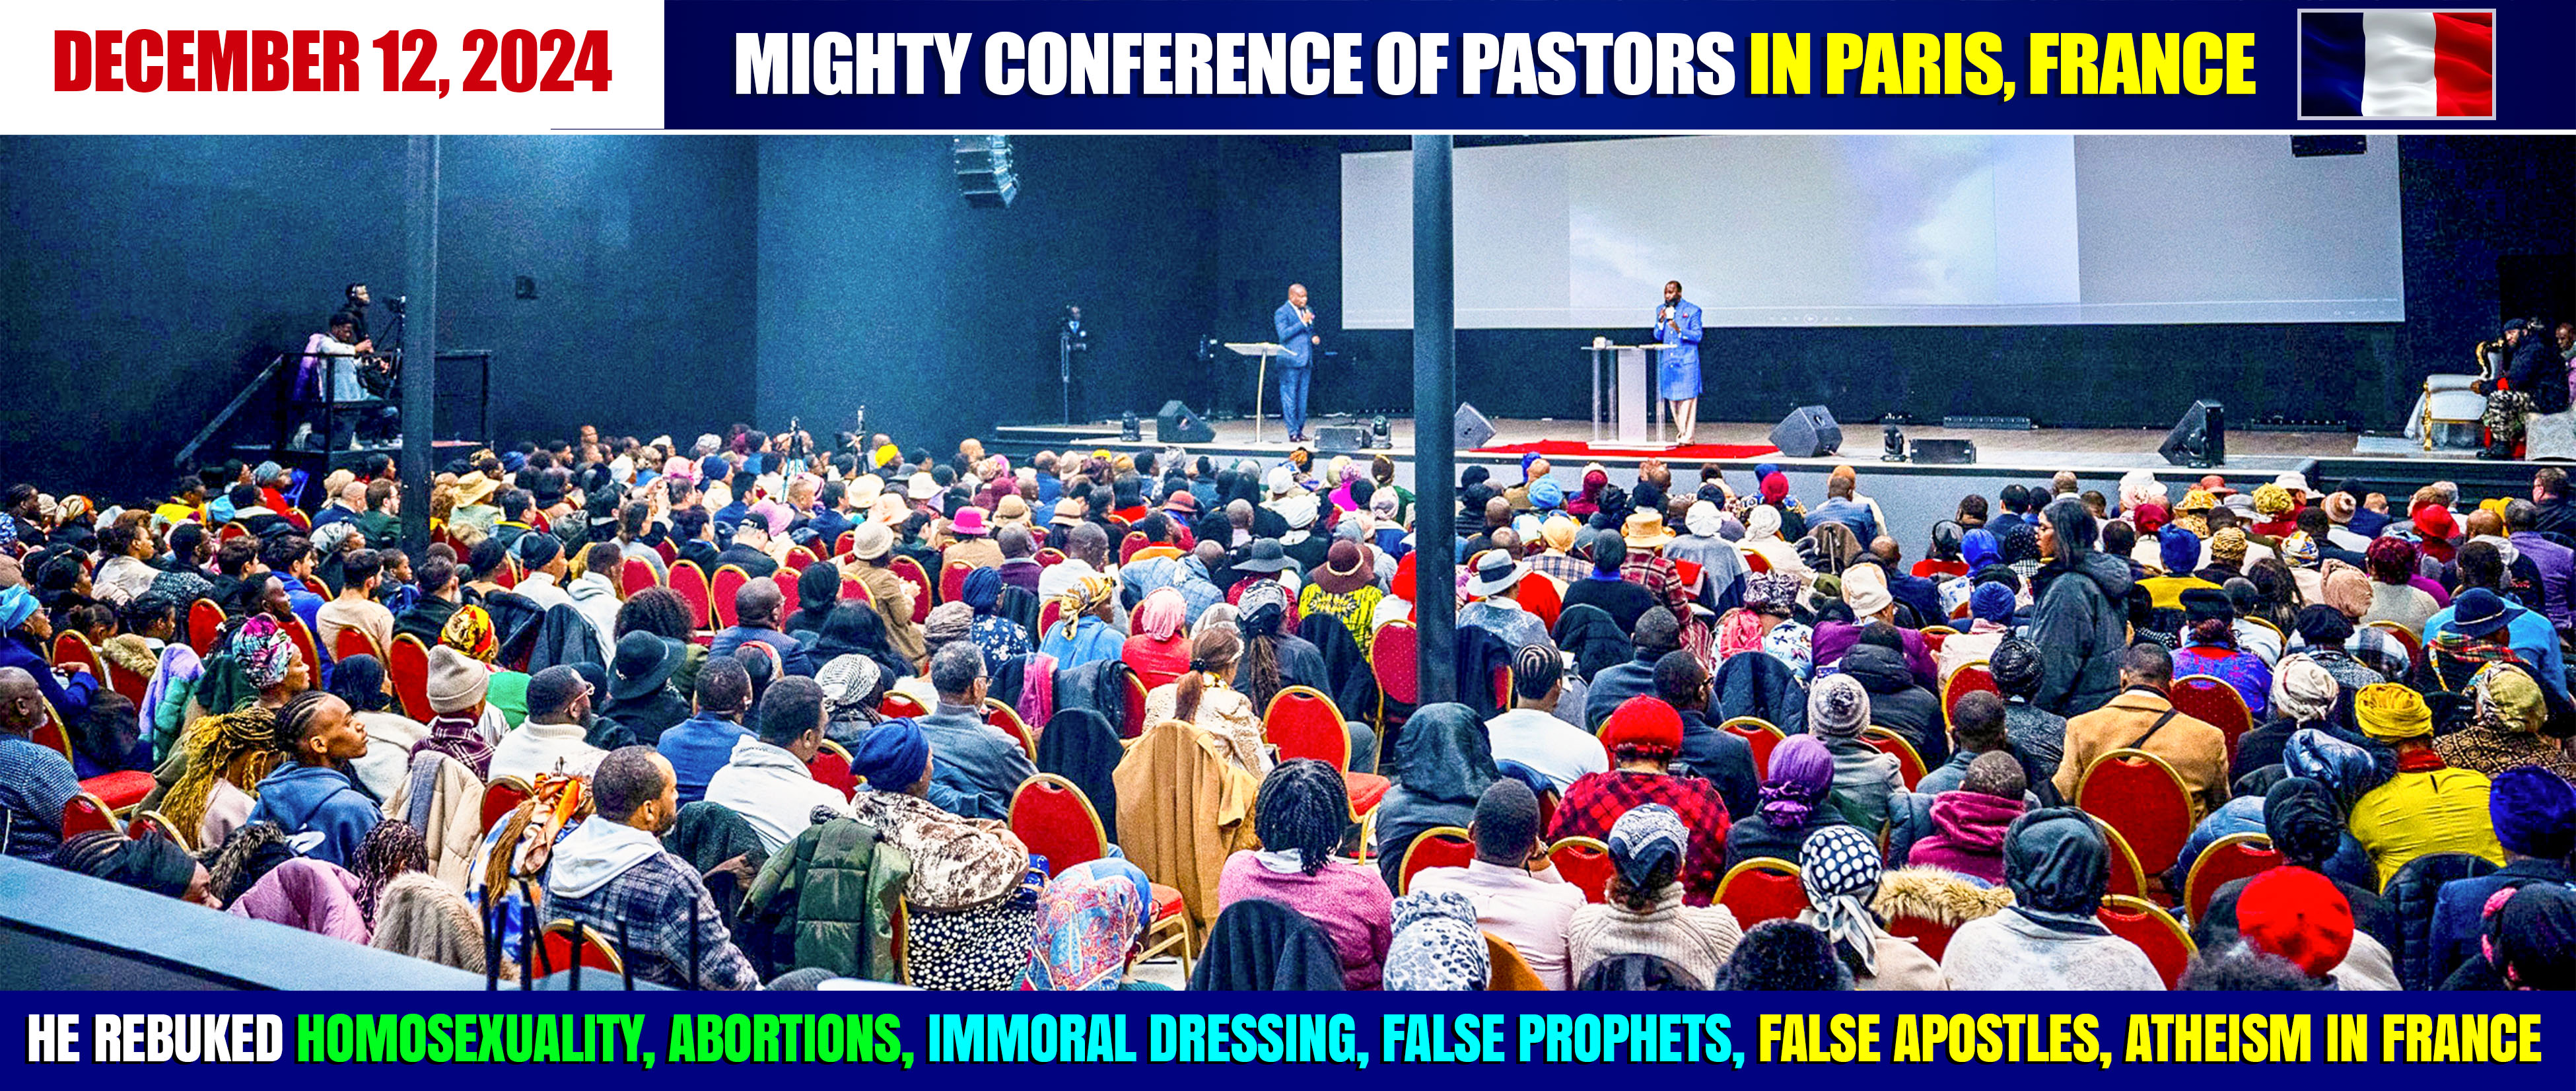 DECEMBER 12, 2024
MIGHTY CONFERENCE OF PASTORS IN PARIS, FRANCE
HE REBUKED HOMOSEXUALITY, ABORTIONS, IMMORAL DRESSING, FALSE PROPHETS, FALSE APOSTLES, ATHEISM IN FRANCE